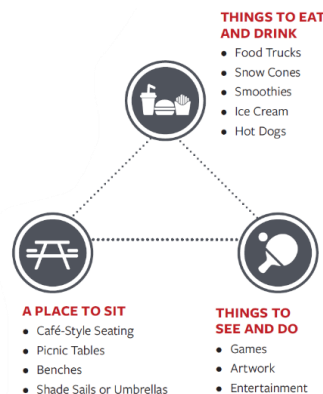 THINGS TO EAT
AND DRINK
• Food Trucks
• Snow Cones
• Smoothies
• Ice Cream
• Hot Dogs
A PLACE TO SIT
• Café-Style Seating
• Picnic Tables
• Benches
• Shade Sails or Umbrellas
THINGS TO
SEE AND DO
• Games
• Artwork
• Entertainment